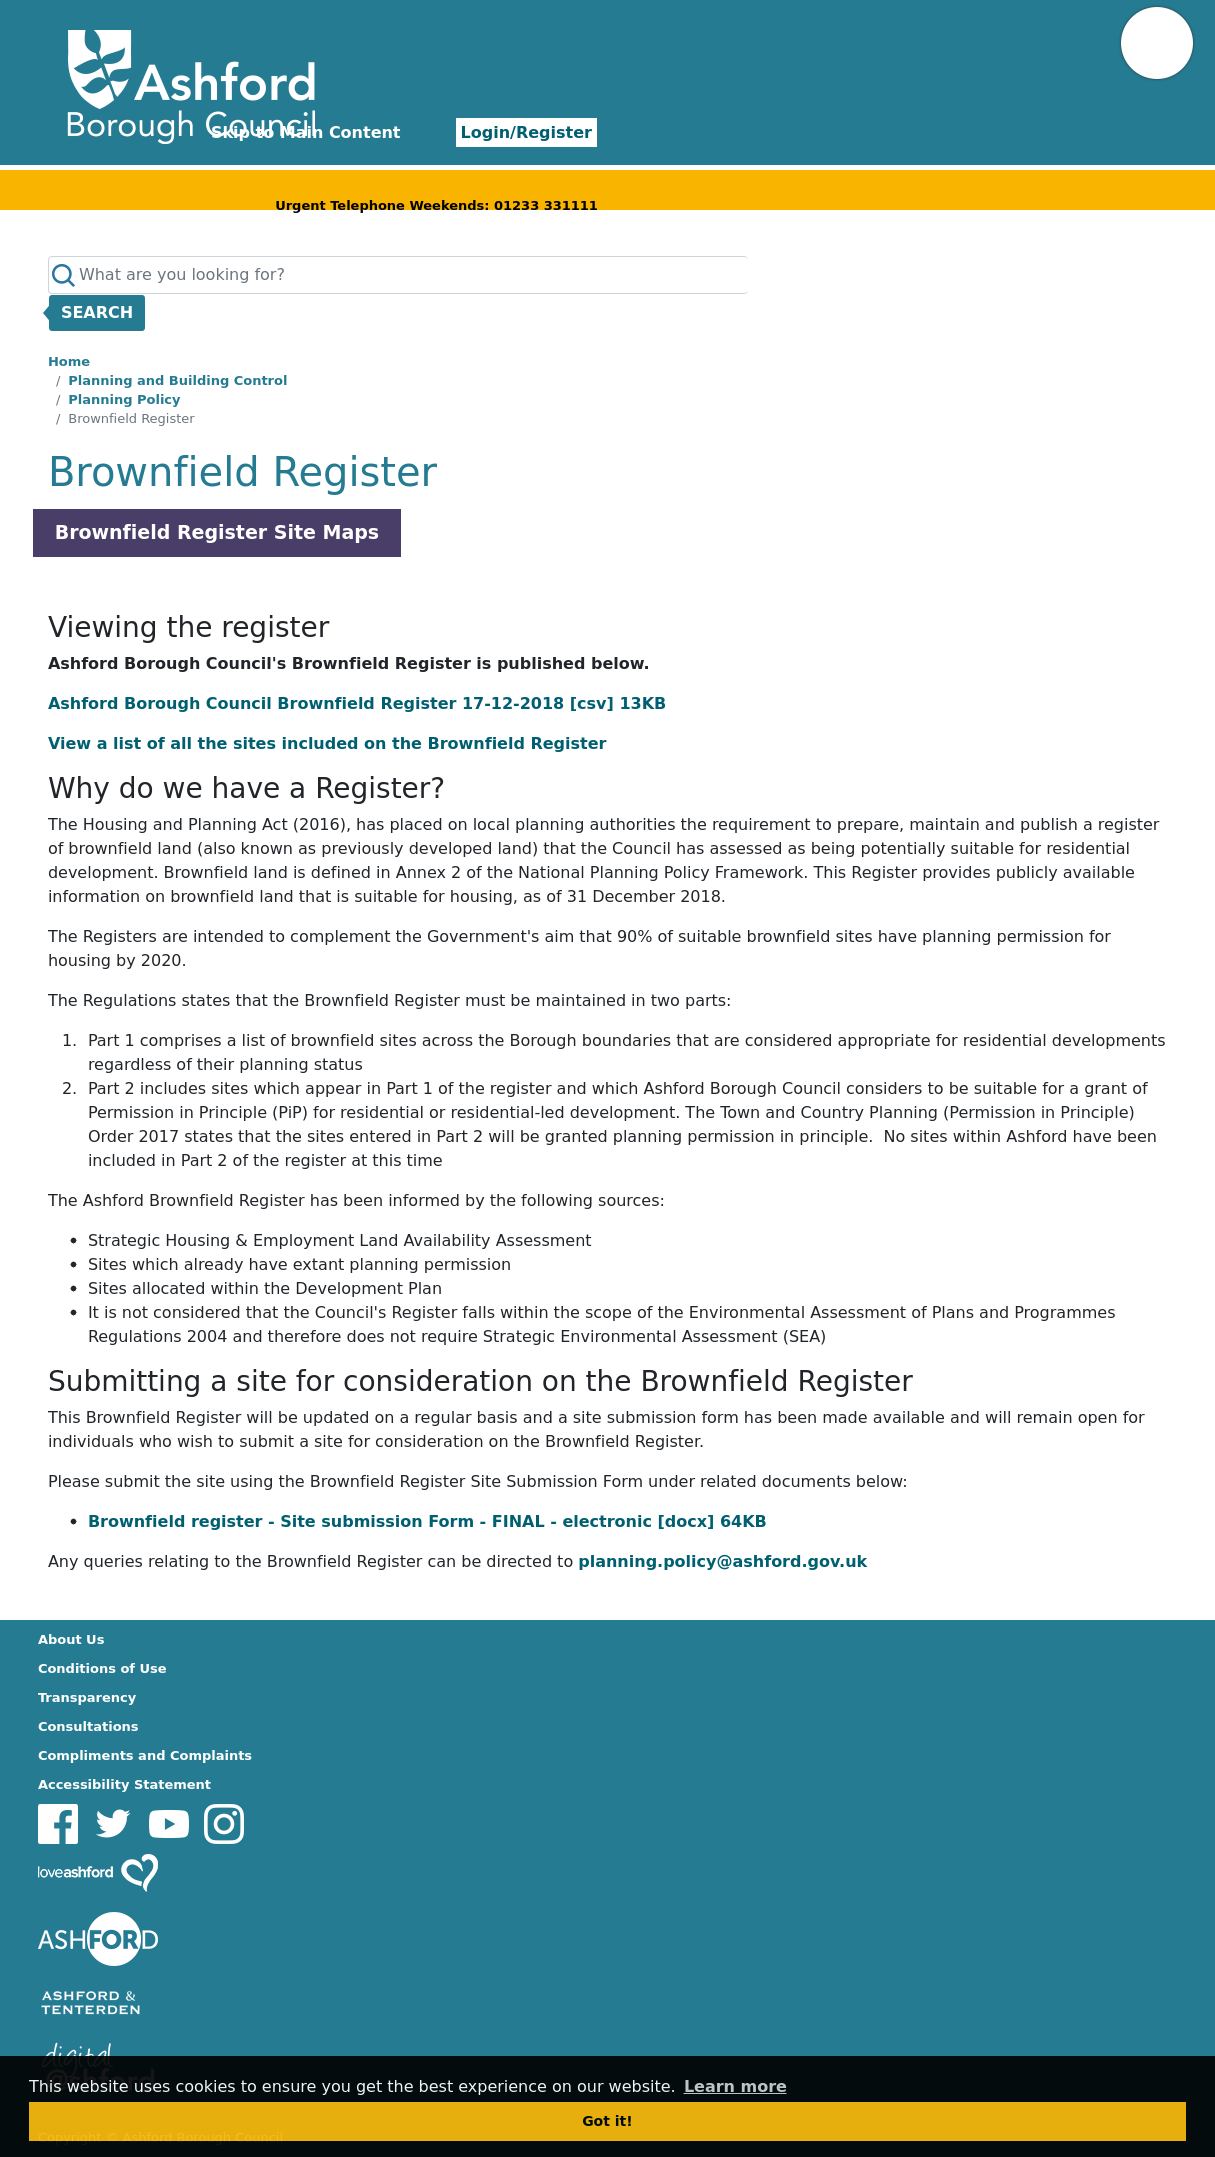 Ashford
Borough Council
Skip to Main Content
Login/Register
Urgent Telephone Weekends: 01233 331111
What are you looking for?
SEARCH
Home
/ Planning and Building Control
/ Planning Policy
/ Brownfield Register
Brownfield Register
Brownfield Register Site Maps
Viewing the register
Ashford Borough Council's Brownfield Register is published below.
Ashford Borough Council Brownfield Register 17-12-2018 [csv] 13KB
View a list of all the sites included on the Brownfield Register
Why do we have a Register?
The Housing and Planning Act (2016), has placed on local planning authorities the requirement to prepare, maintain and publish a register
of brownfield land (also known as previously developed land) that the Council has assessed as being potentially suitable for residential
development. Brownfield land is defined in Annex 2 of the National Planning Policy Framework. This Register provides publicly available
information on brownfield land that is suitable for housing, as of 31 December 2018.
The Registers are intended to complement the Government's aim that 90% of suitable brownfield sites have planning permission for
housing by 2020.
The Regulations states that the Brownfield Register must be maintained in two parts:
1. Part 1 comprises a list of brownfield sites across the Borough boundaries that are considered appropriate for residential developments
regardless of their planning status
2. Part 2 includes sites which appear in Part 1 of the register and which Ashford Borough Council considers to be suitable for a grant of
Permission in Principle (PiP) for residential or residential-led development. The Town and Country Planning (Permission in Principle)
Order 2017 states that the sites entered in Part 2 will be granted planning permission in principle.  No sites within Ashford have been
included in Part 2 of the register at this time
The Ashford Brownfield Register has been informed by the following sources:
• Strategic Housing & Employment Land Availability Assessment
• Sites which already have extant planning permission
• Sites allocated within the Development Plan
• It is not considered that the Council's Register falls within the scope of the Environmental Assessment of Plans and Programmes
Regulations 2004 and therefore does not require Strategic Environmental Assessment (SEA)
Submitting a site for consideration on the Brownfield Register
This Brownfield Register will be updated on a regular basis and a site submission form has been made available and will remain open for
individuals who wish to submit a site for consideration on the Brownfield Register.
Please submit the site using the Brownfield Register Site Submission Form under related documents below:
• Brownfield register - Site submission Form - FINAL - electronic [docx] 64KB
Any queries relating to the Brownfield Register can be directed to planning.policy@ashford.gov.uk
About Us
Conditions of Use
Transparency
Consultations
Compliments and Complaints
Accessibility Statement
loveashford
ASHFORD
ASHFORD &
TENTERDEN
digital
@ashford
This website uses cookies to ensure you get the best experience on our website. Learn more
Got it!
Copyright © Ashford Borough Council